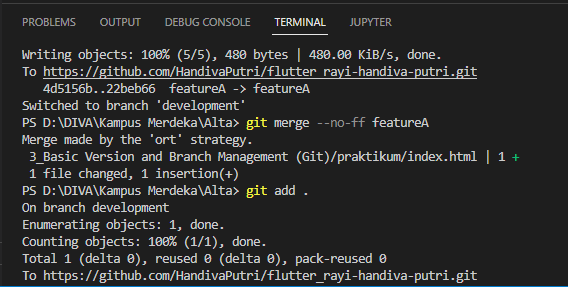 PROBLEMS OUTPUT DEBUG CONSOLE TERMINAL JUPYTER
Writing objects: 100% (5/5), 480 bytes | 480.00 KiB/s, done.
To https://github.com/HandivaPutri/flutter_rayi-handiva-putri.git
4d5156b..22beb66 featureA -> featureA
Switched to branch 'development'
PS D:\DIVA\Kampus Merdeka\Alta> git merge --no-ff featureA
Merge made by the 'ort' strategy.
3_Basic Version and Branch Management (Git)/praktikum/index.html | 1 +
1 file changed, 1 insertion(+)
PS D:\DIVA\Kampus Merdeka\Alta> git add .
On branch development
Enumerating objects: 1, done.
Counting objects: 100% (1/1), done.
Total 1 (delta 0), reused 0 (delta 0), pack-reused 0
To https://github.com/HandivaPutri/flutter_rayi-handiva-putri.git